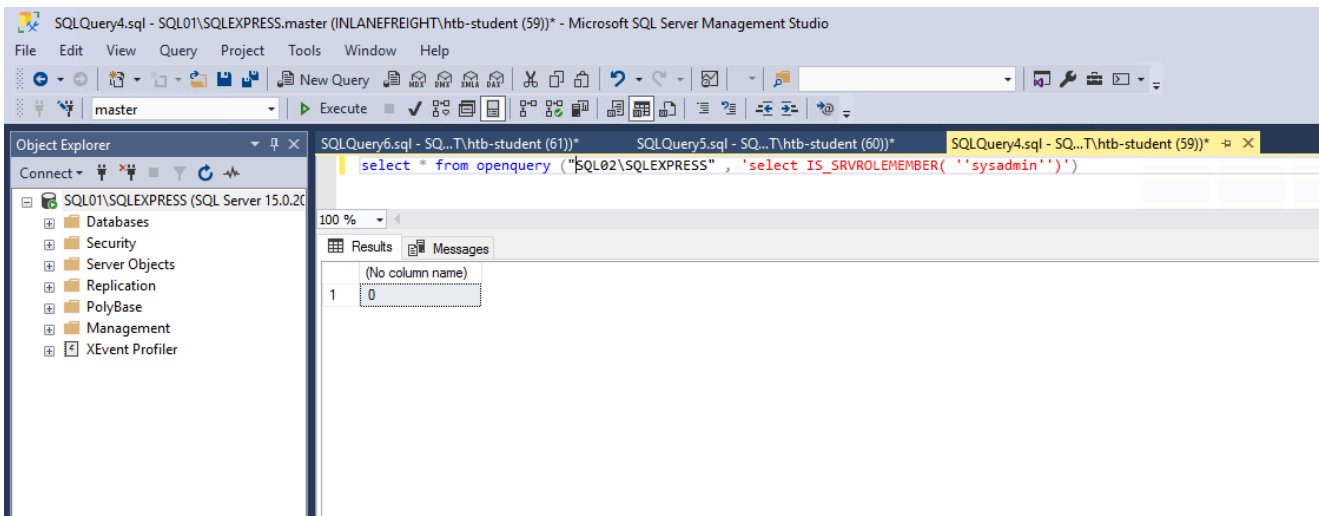 SQLQuery4.sql - SQL01\SQLEXPRESS.master (INLANEFREIGHT\htb-student (59))* - Microsoft SQL Server Management Studio
File Edit View Query Project Tools Window Help
New Query MDX DMX XMLA DAX
master Execute
Object Explorer
SQLQuery6.sql - SQ...T\htb-student (61))* SQLQuery5.sql - SQ...T\htb-student (60))* SQLQuery4.sql - SQ...T\htb-student (59))*
select * from openquery ("SQL02\SQLEXPRESS" , 'select IS_SRVROLEMEMBER( ''sysadmin'')')
Connect
SQL01\SQLEXPRESS (SQL Server 15.0.20
Databases
Security
Server Objects
Replication
PolyBase
Management
XEvent Profiler
100 %
Results Messages
(No column name)
1 0